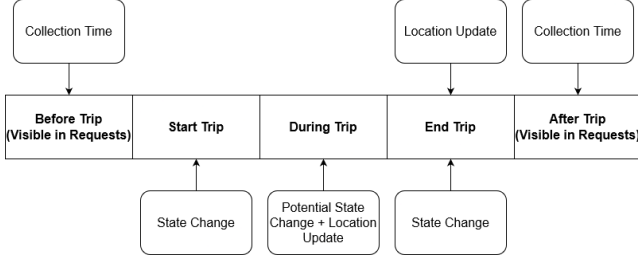 Collection Time
Location Update
Collection Time
Before Trip
(Visible in Requests)
Start Trip
During Trip
End Trip
After Trip
(Visible in Requests)
State Change
Potential State
Change + Location
Update
State Change